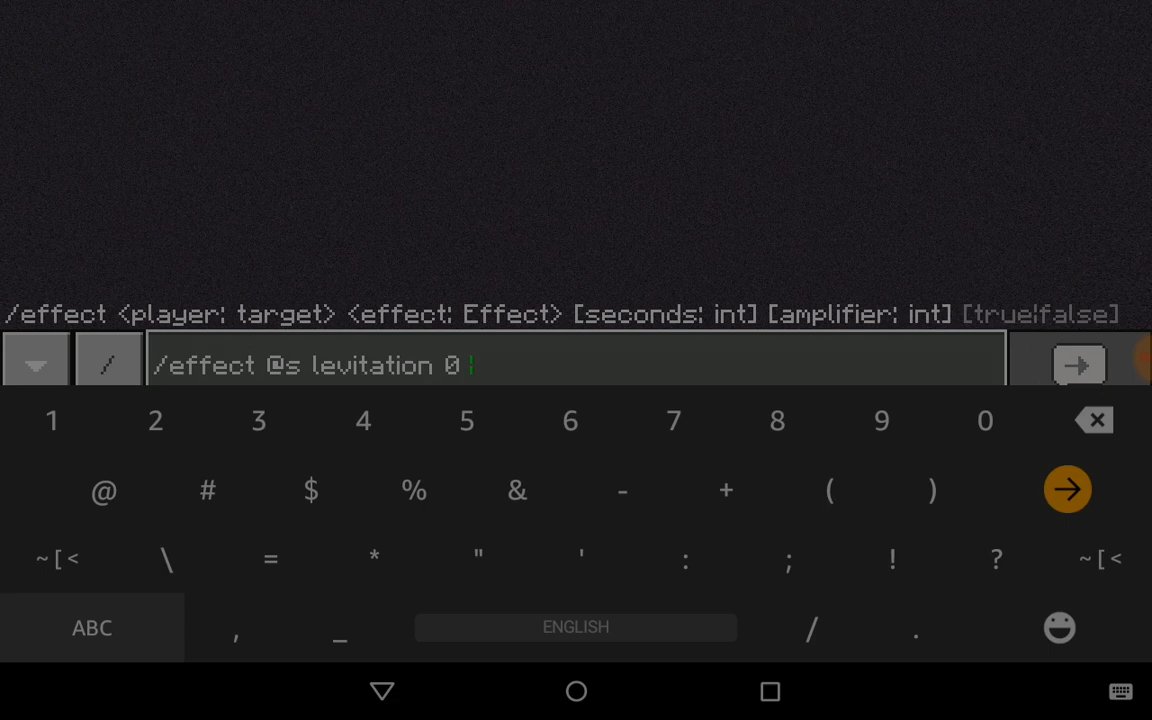 /effect <player: target> <effect: Effect> [seconds: int] [amplifier: int] [true|false]
/ /effect @s levitation 0
1 2 3 4 5 6 7 8 9 0
@ # $ % & - + ( )
~[< \ = * " ' : ; ! ? ~[<
ABC , _ ENGLISH / .